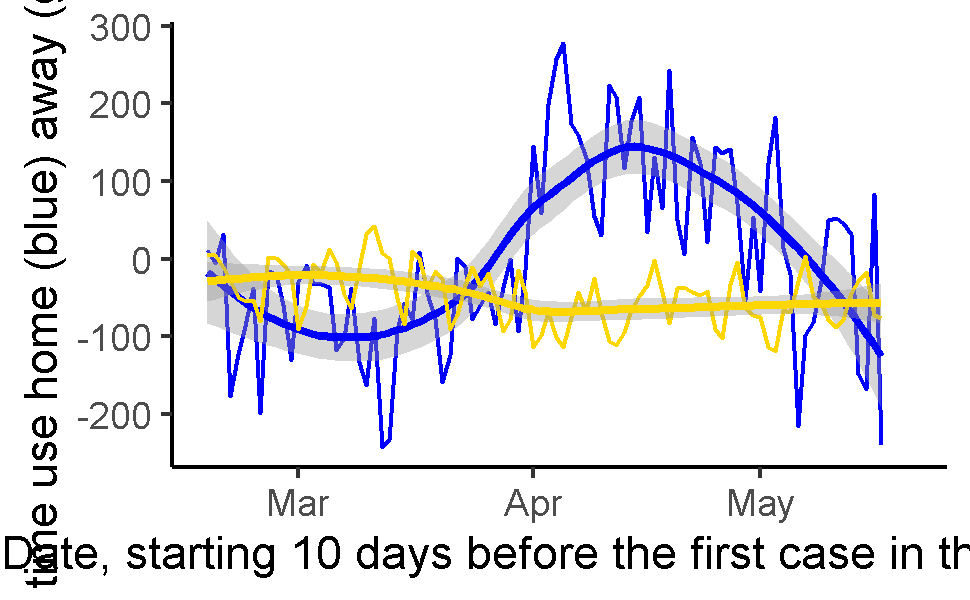 time use home (blue) away (
300
200
100
0
-100
-200
Mar Apr May
Date, starting 10 days before the first case in th